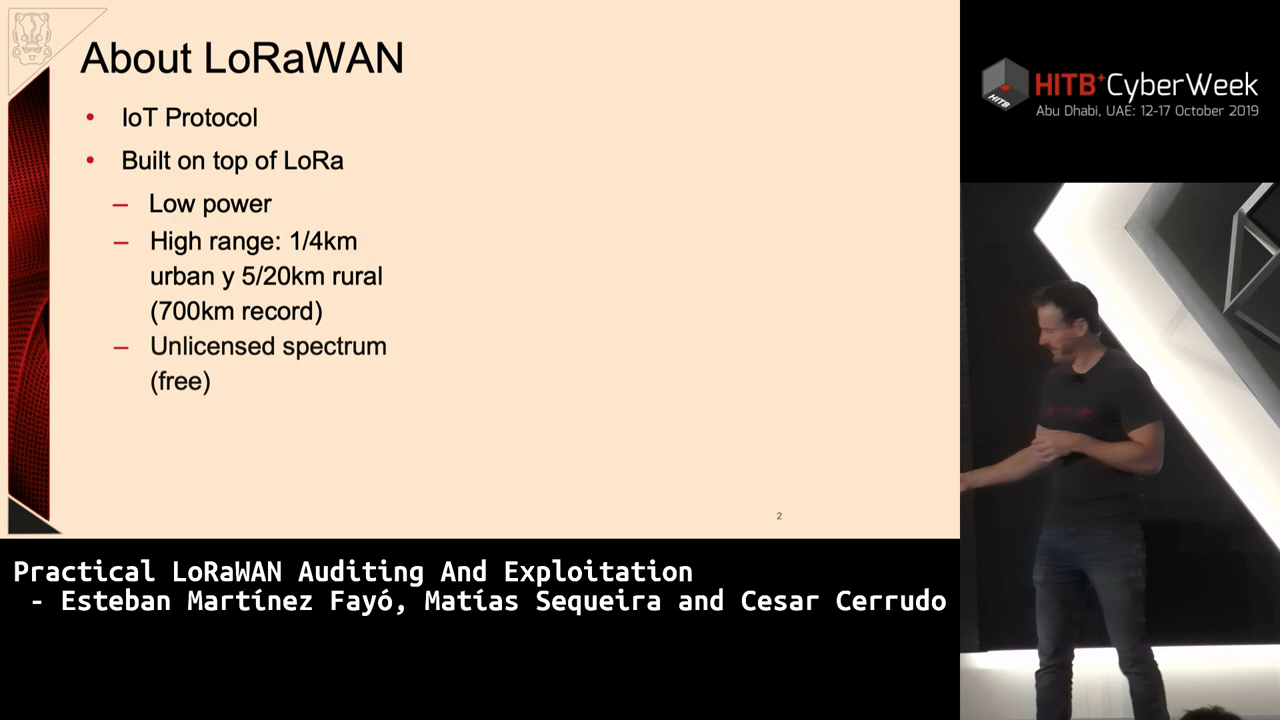 About LoRaWAN
• IoT Protocol
• Built on top of LoRa
– Low power
– High range: 1/4km
urban y 5/20km rural
(700km record)
– Unlicensed spectrum
(free)
2
HITB+CyberWeek
HITB
Abu Dhabi, UAE: 12-17 October 2019
Practical LoRaWAN Auditing And Exploitation
- Esteban Martínez Fayó, Matías Sequeira and Cesar Cerrudo